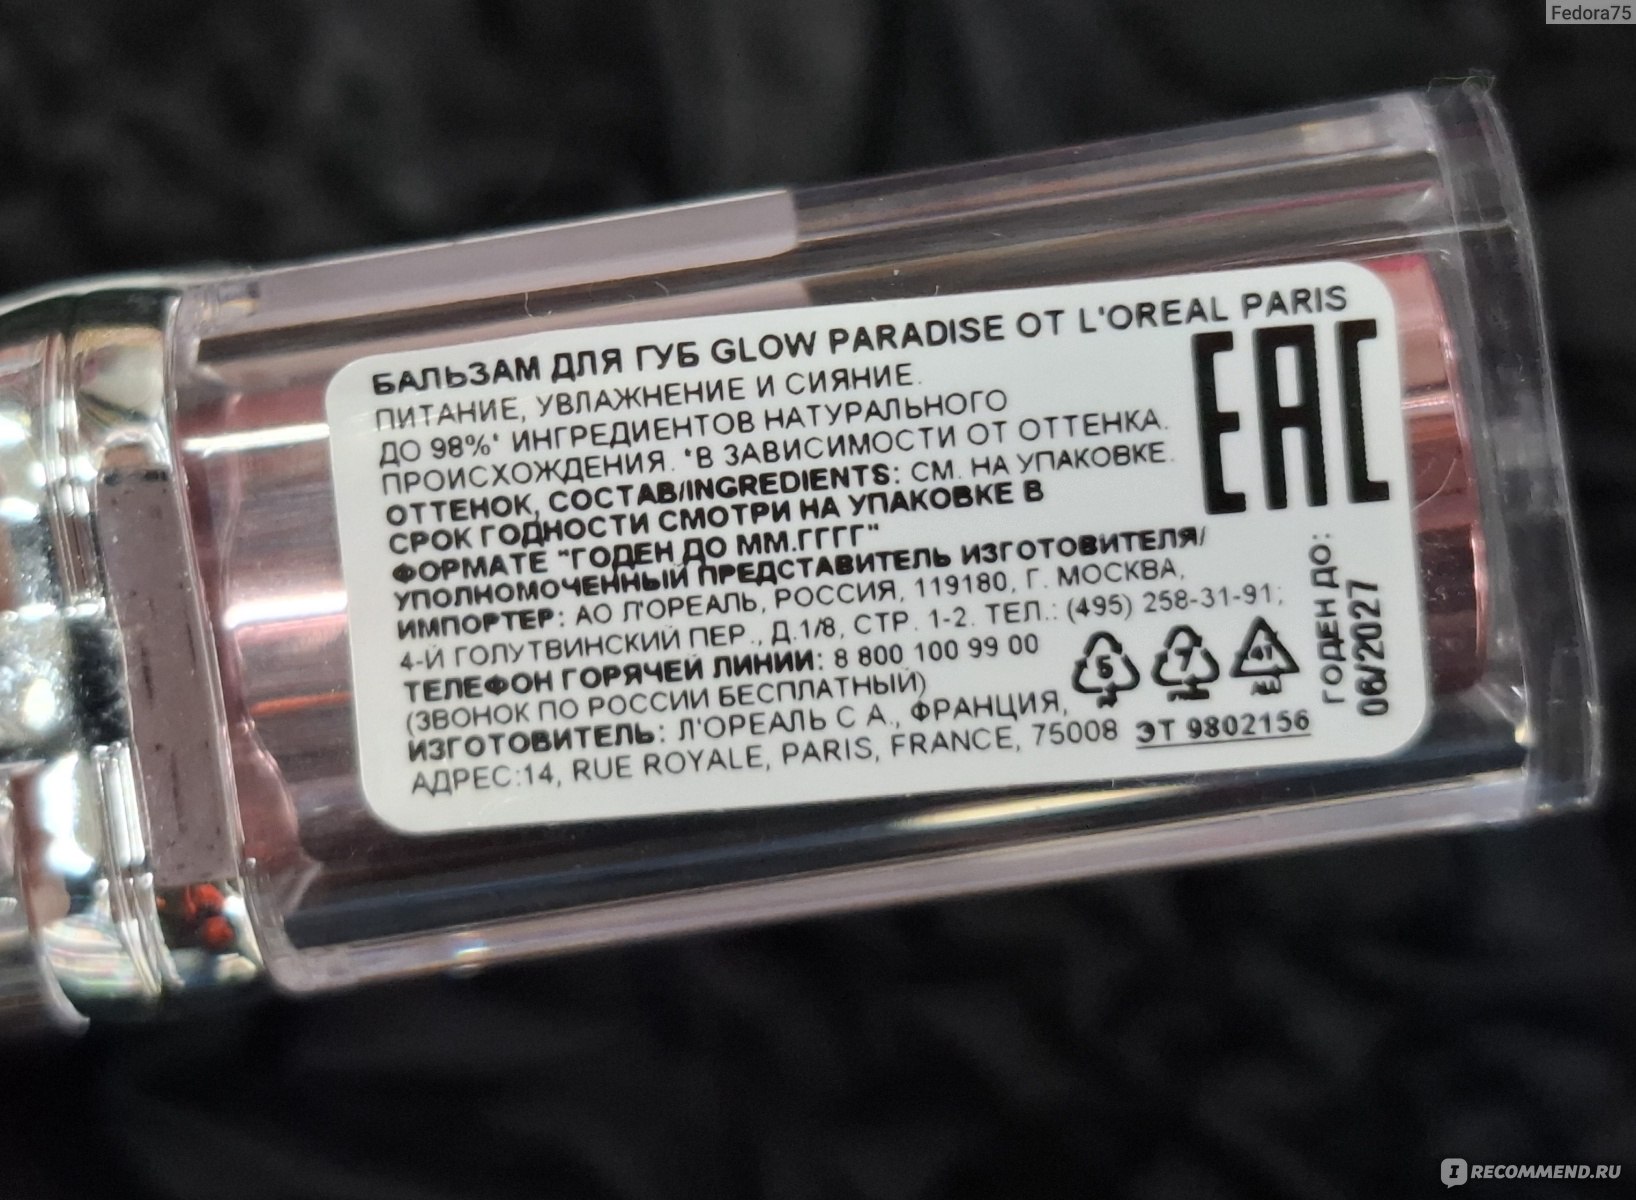 Fedora75
БАЛЬЗАМ ДЛЯ ГУБ GLOW PARADISE ОТ L'OREAL PARIS
ПИТАНИЕ, УВЛАЖНЕНИЕ И СИЯНИЕ.
ДО 98%* ИНГРЕДИЕНТОВ НАТУРАЛЬНОГО
ПРОИСХОЖДЕНИЯ. *В ЗАВИСИМОСТИ ОТ ОТТЕНКА.
ОТТЕНОК, СОСТАВ/INGREDIENTS: СМ. НА УПАКОВКЕ.
СРОК ГОДНОСТИ СМОТРИ НА УПАКОВКЕ В
ФОРМАТЕ "ГОДЕН ДО ММ.ГГГГ"
УПОЛНОМОЧЕННЫЙ ПРЕДСТАВИТЕЛЬ ИЗГОТОВИТЕЛЯ/
ИМПОРТЕР: АО Л'ОРЕАЛЬ, РОССИЯ, 119180, Г. МОСКВА,
4-Й ГОЛУТВИНСКИЙ ПЕР., Д.1/8, СТР. 1-2. ТЕЛ.: (495) 258-31-91;
ТЕЛЕФОН ГОРЯЧЕЙ ЛИНИИ: 8 800 100 99 00
(ЗВОНОК ПО РОССИИ БЕСПЛАТНЫЙ)
ИЗГОТОВИТЕЛЬ: Л'ОРЕАЛЬ С А., ФРАНЦИЯ,
АДРЕС:14, RUE ROYALE, PARIS, FRANCE, 75008 ЭТ 9802156
EAC
5 7 41
ГОДЕН ДО:
06/2027
IRECOMMEND.RU